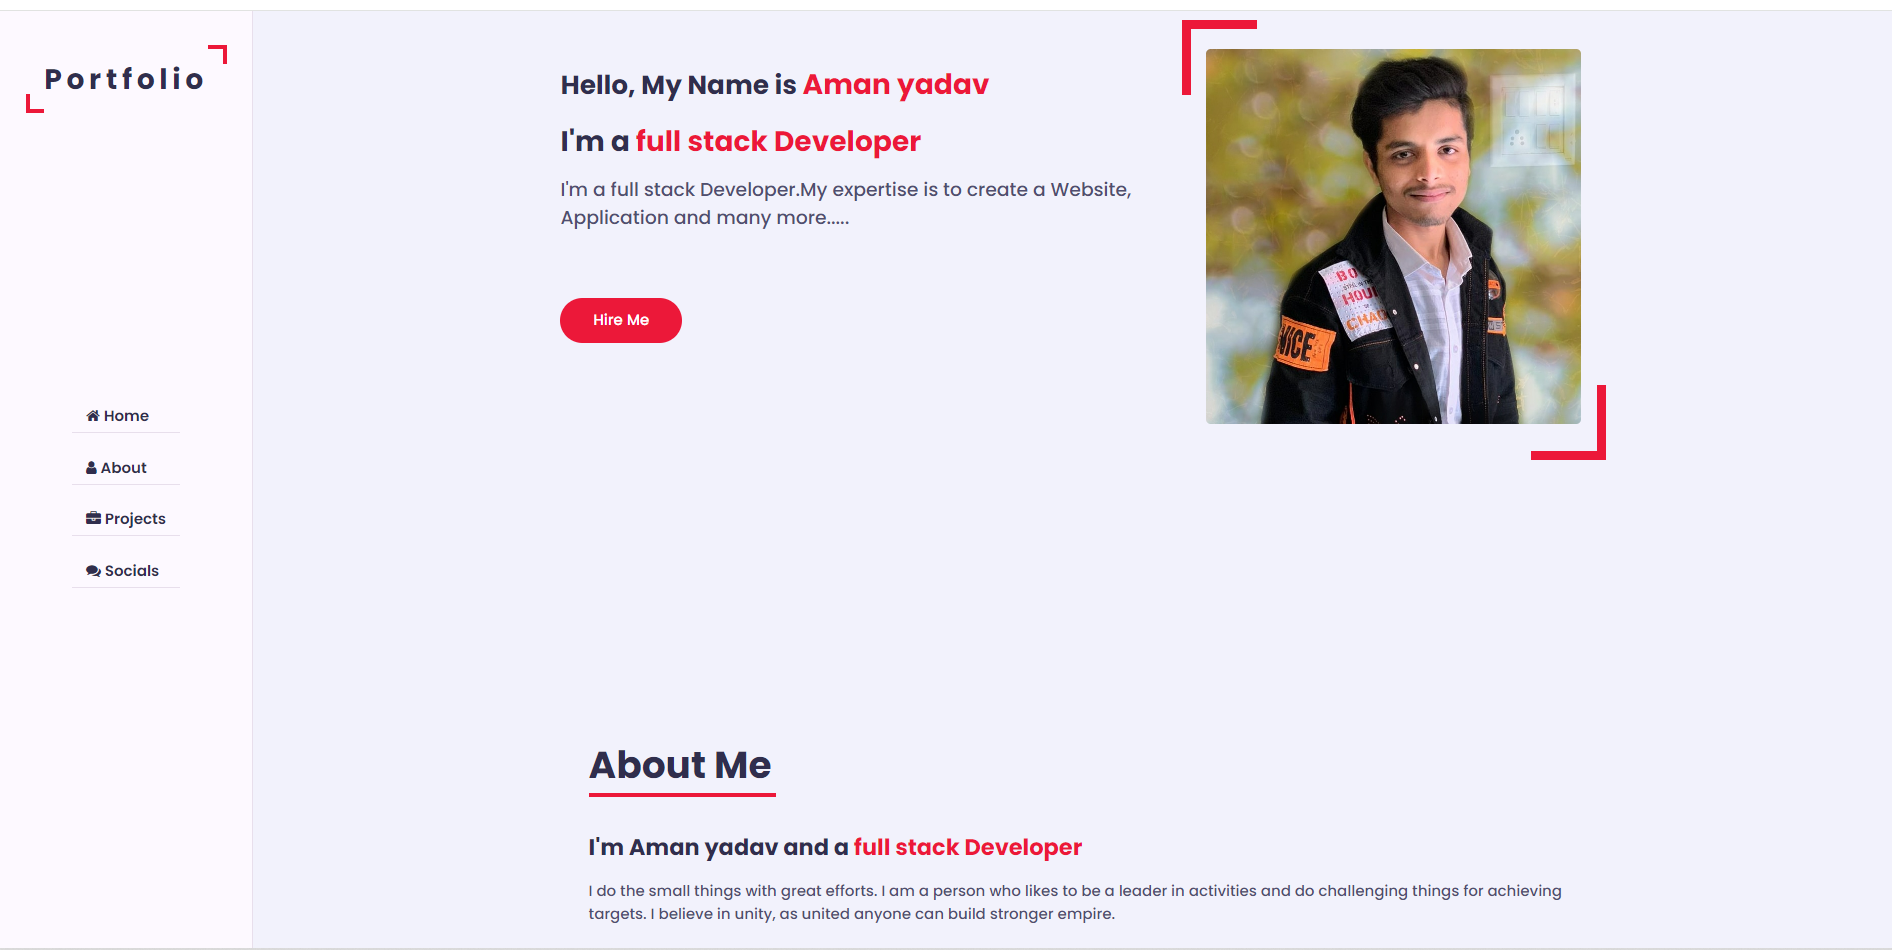 Portfolio
Home
About
Projects
Socials
Hello, My Name is Aman yadav
I'm a full stack Developer
I'm a full stack Developer.My expertise is to create a Website,
Application and many more.....
Hire Me
NICE
About Me
I'm Aman yadav and a full stack Developer
I do the small things with great efforts. I am a person who likes to be a leader in activities and do challenging things for achieving
targets. I believe in unity, as united anyone can build stronger empire.